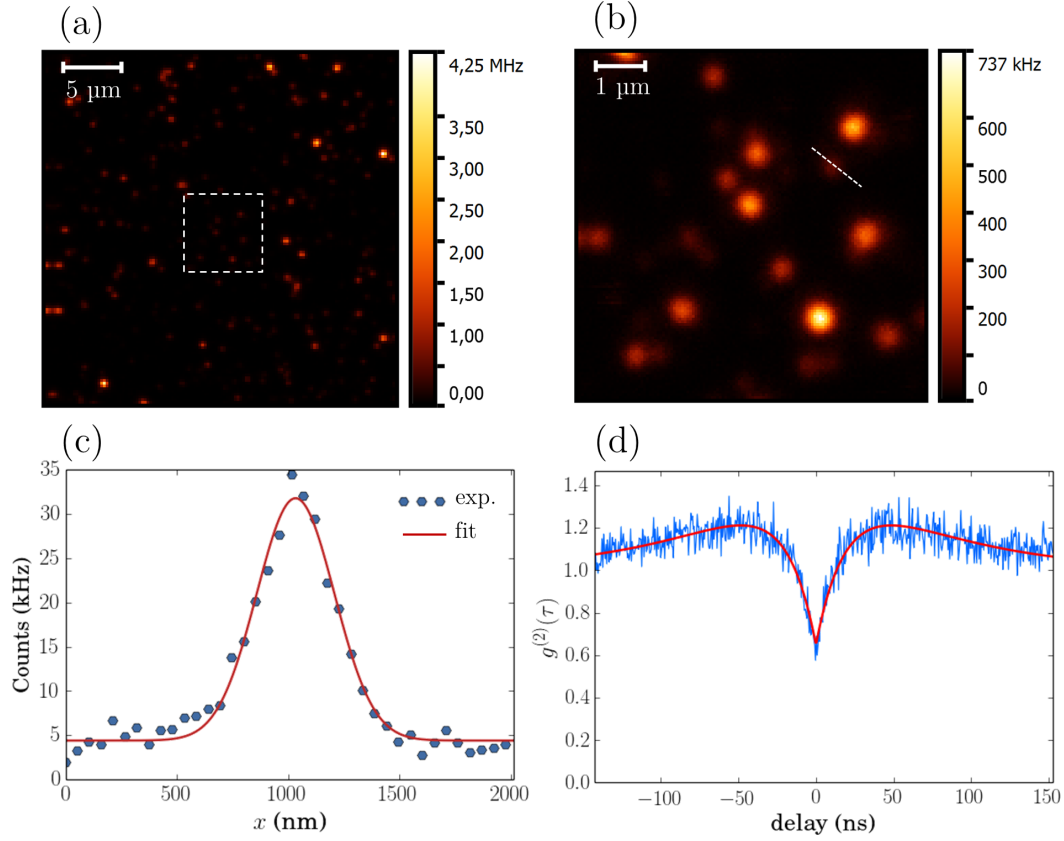 (a)
5 µm
4,25 MHz
3,50
3,00
2,50
2,00
1,50
1,00
0,00
(b)
1 µm
737 kHz
600
500
400
300
200
0
(c)
35
30
25
20
15
10
5
0
Counts (kHz)
exp.
fit
0 500 1000 1500 2000
x (nm)
(d)
1.4
1.2
1.0
0.8
0.6
0.4
0.2
0.0
g⁽²⁾(τ)
−100 −50 0 50 100 150
delay (ns)